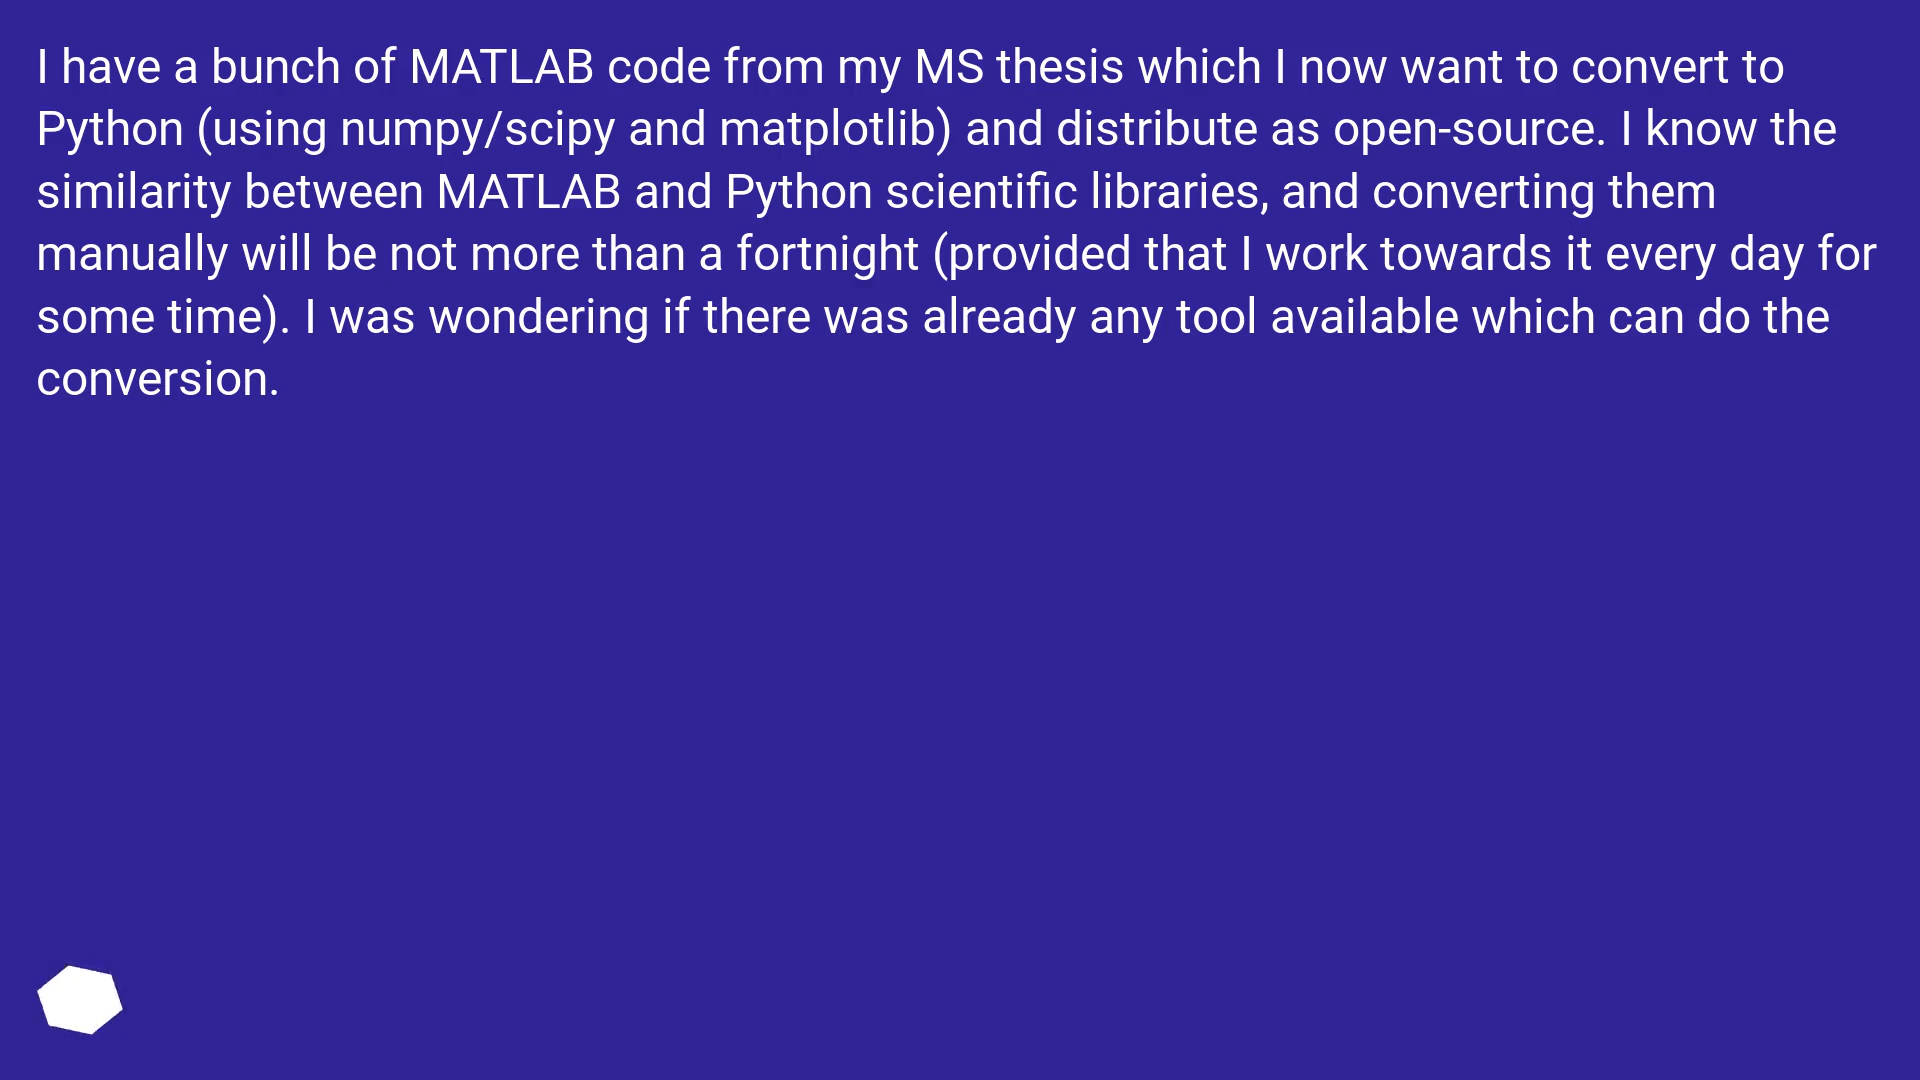 I have a bunch of MATLAB code from my MS thesis which I now want to convert to
Python (using numpy/scipy and matplotlib) and distribute as open-source. I know the
similarity between MATLAB and Python scientific libraries, and converting them
manually will be not more than a fortnight (provided that I work towards it every day for
some time). I was wondering if there was already any tool available which can do the
conversion.